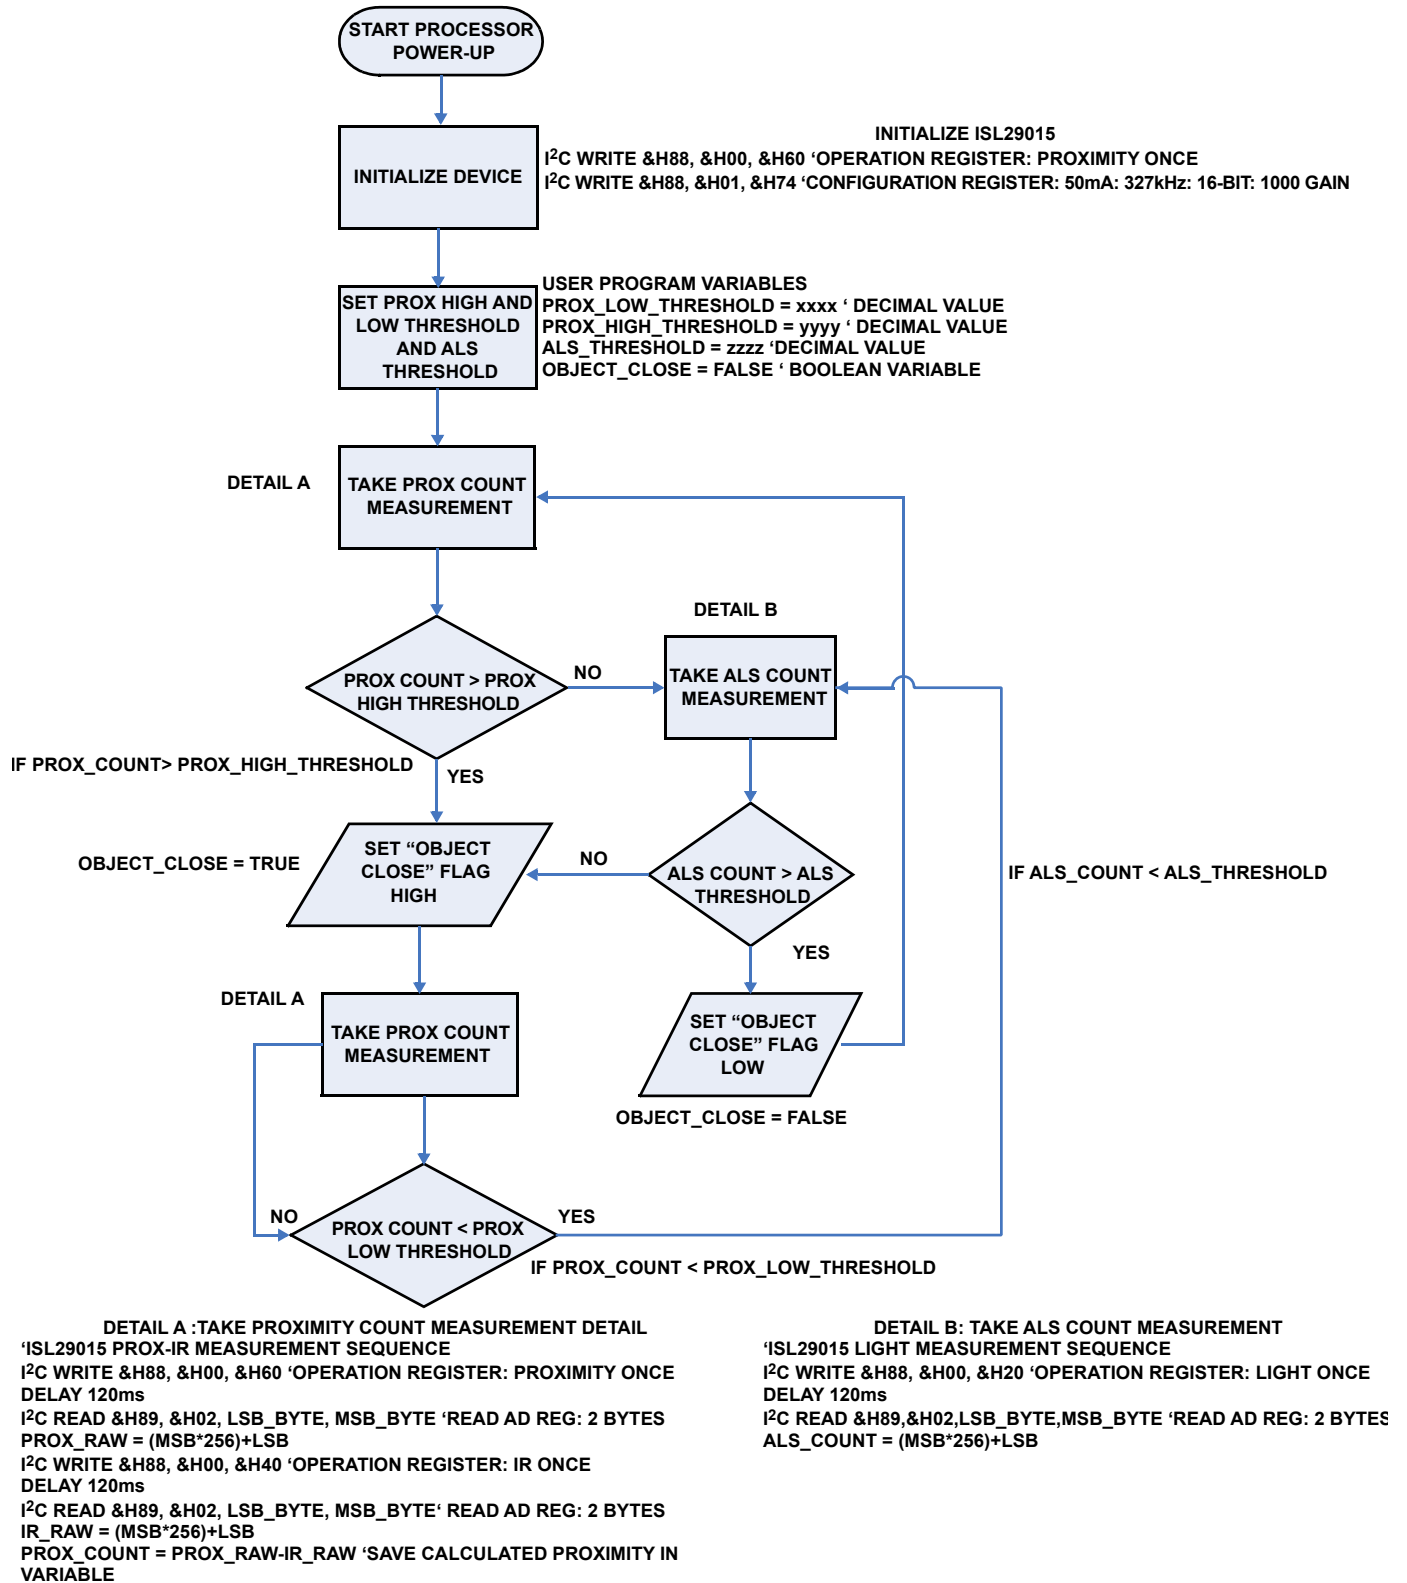 START PROCESSOR
POWER-UP
INITIALIZE DEVICE
INITIALIZE ISL29015
I2C WRITE &H88, &H00, &H60 ‘OPERATION REGISTER: PROXIMITY ONCE
I2C WRITE &H88, &H01, &H74 ‘CONFIGURATION REGISTER: 50mA: 327kHz: 16-BIT: 1000 GAIN
SET PROX HIGH AND
LOW THRESHOLD
AND ALS
THRESHOLD
USER PROGRAM VARIABLES
PROX_LOW_THRESHOLD = xxxx ‘ DECIMAL VALUE
PROX_HIGH_THRESHOLD = yyyy ‘ DECIMAL VALUE
ALS_THRESHOLD = zzzz ‘DECIMAL VALUE
OBJECT_CLOSE = FALSE ‘ BOOLEAN VARIABLE
DETAIL A
TAKE PROX COUNT
MEASUREMENT
DETAIL B
PROX COUNT > PROX
HIGH THRESHOLD
NO
TAKE ALS COUNT
MEASUREMENT
IF PROX_COUNT> PROX_HIGH_THRESHOLD
YES
OBJECT_CLOSE = TRUE
SET “OBJECT
CLOSE” FLAG
HIGH
NO
ALS COUNT > ALS
THRESHOLD
IF ALS_COUNT < ALS_THRESHOLD
YES
DETAIL A
TAKE PROX COUNT
MEASUREMENT
SET “OBJECT
CLOSE” FLAG
LOW
OBJECT_CLOSE = FALSE
NO
PROX COUNT < PROX
LOW THRESHOLD
YES
IF PROX_COUNT < PROX_LOW_THRESHOLD
DETAIL A :TAKE PROXIMITY COUNT MEASUREMENT DETAIL
‘ISL29015 PROX-IR MEASUREMENT SEQUENCE
I2C WRITE &H88, &H00, &H60 ‘OPERATION REGISTER: PROXIMITY ONCE
DELAY 120ms
I2C READ &H89, &H02, LSB_BYTE, MSB_BYTE ‘READ AD REG: 2 BYTES
PROX_RAW = (MSB*256)+LSB
I2C WRITE &H88, &H00, &H40 ‘OPERATION REGISTER: IR ONCE
DELAY 120ms
I2C READ &H89, &H02, LSB_BYTE, MSB_BYTE‘ READ AD REG: 2 BYTES
IR_RAW = (MSB*256)+LSB
PROX_COUNT = PROX_RAW-IR_RAW ‘SAVE CALCULATED PROXIMITY IN
VARIABLE
DETAIL B: TAKE ALS COUNT MEASUREMENT
‘ISL29015 LIGHT MEASUREMENT SEQUENCE
I2C WRITE &H88, &H00, &H20 ‘OPERATION REGISTER: LIGHT ONCE
DELAY 120ms
I2C READ &H89,&H02,LSB_BYTE,MSB_BYTE ‘READ AD REG: 2 BYTES
ALS_COUNT = (MSB*256)+LSB